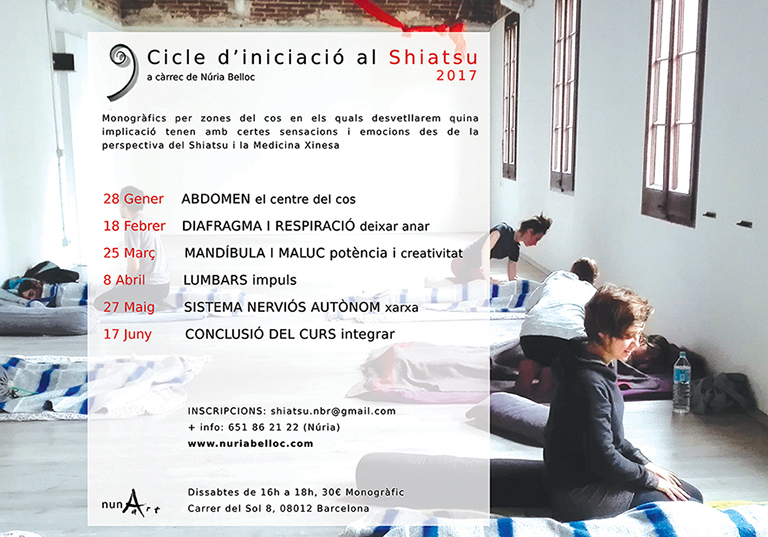 Cicle d'iniciació al Shiatsu
2017
a càrrec de Núria Belloc
Monogràfics per zones del cos en els quals desvetllarem quina
implicació tenen amb certes sensacions i emocions des de la
perspectiva del Shiatsu i la Medicina Xinesa
28 Gener ABDOMEN el centre del cos
18 Febrer DIAFRAGMA I RESPIRACIÓ deixar anar
25 Març MANDÍBULA I MALUC potència i creativitat
8 Abril LUMBARS impuls
27 Maig SISTEMA NERVIÓS AUTÒNOM xarxa
17 Juny CONCLUSIÓ DEL CURS integrar
INSCRIPCIONS: shiatsu.nbr@gmail.com
+ info: 651 86 21 22 (Núria)
www.nuriabelloc.com
nunArt
Dissabtes de 16h a 18h, 30€ Monogràfic
Carrer del Sol 8, 08012 Barcelona